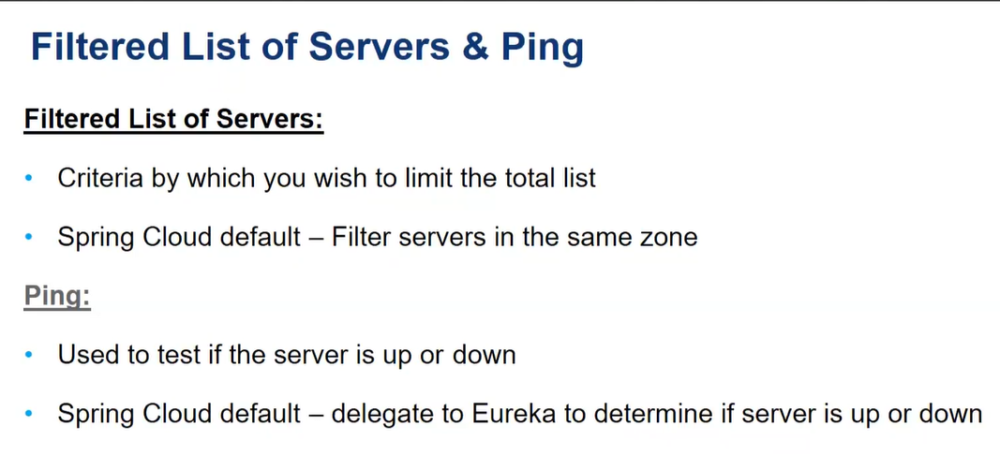 Filtered List of Servers & Ping
Filtered List of Servers:
• Criteria by which you wish to limit the total list
• Spring Cloud default – Filter servers in the same zone
Ping:
• Used to test if the server is up or down
• Spring Cloud default – delegate to Eureka to determine if server is up or down